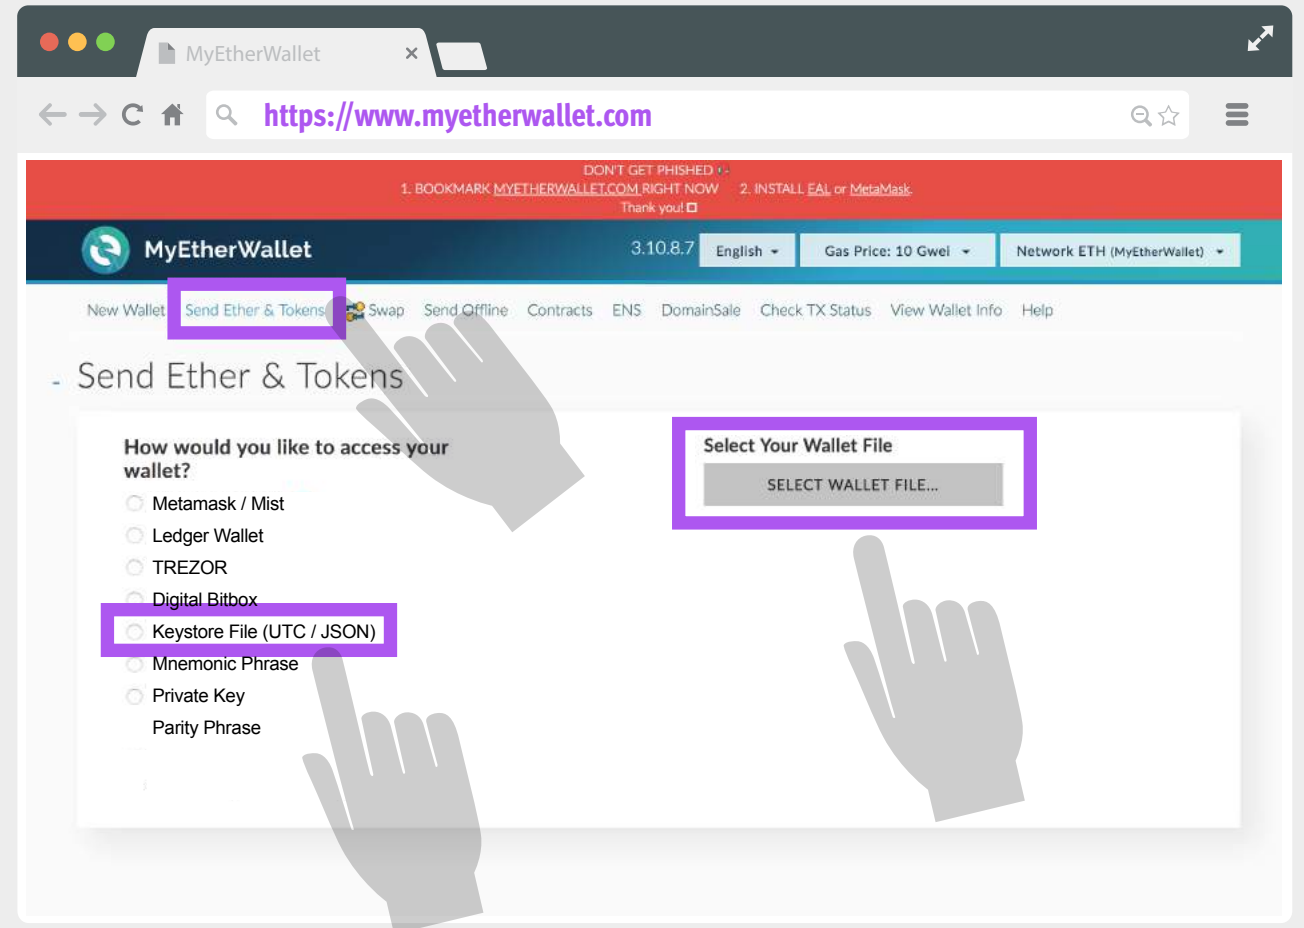 MyEtherWallet
https://www.myetherwallet.com
DON'T GET PHISHED
1. BOOKMARK MYETHERWALLET.COM RIGHT NOW 2. INSTALL EAL or MetaMask.
Thank you!
MyEtherWallet 3.10.8.7 English Gas Price: 10 Gwei Network ETH (MyEtherWallet)
New Wallet Send Ether & Tokens Swap Send Offline Contracts ENS DomainSale Check TX Status View Wallet Info Help
- Send Ether & Tokens
How would you like to access your
wallet?
Metamask / Mist
Ledger Wallet
TREZOR
Digital Bitbox
Keystore File (UTC / JSON)
Mnemonic Phrase
Private Key
Parity Phrase
Select Your Wallet File
SELECT WALLET FILE...